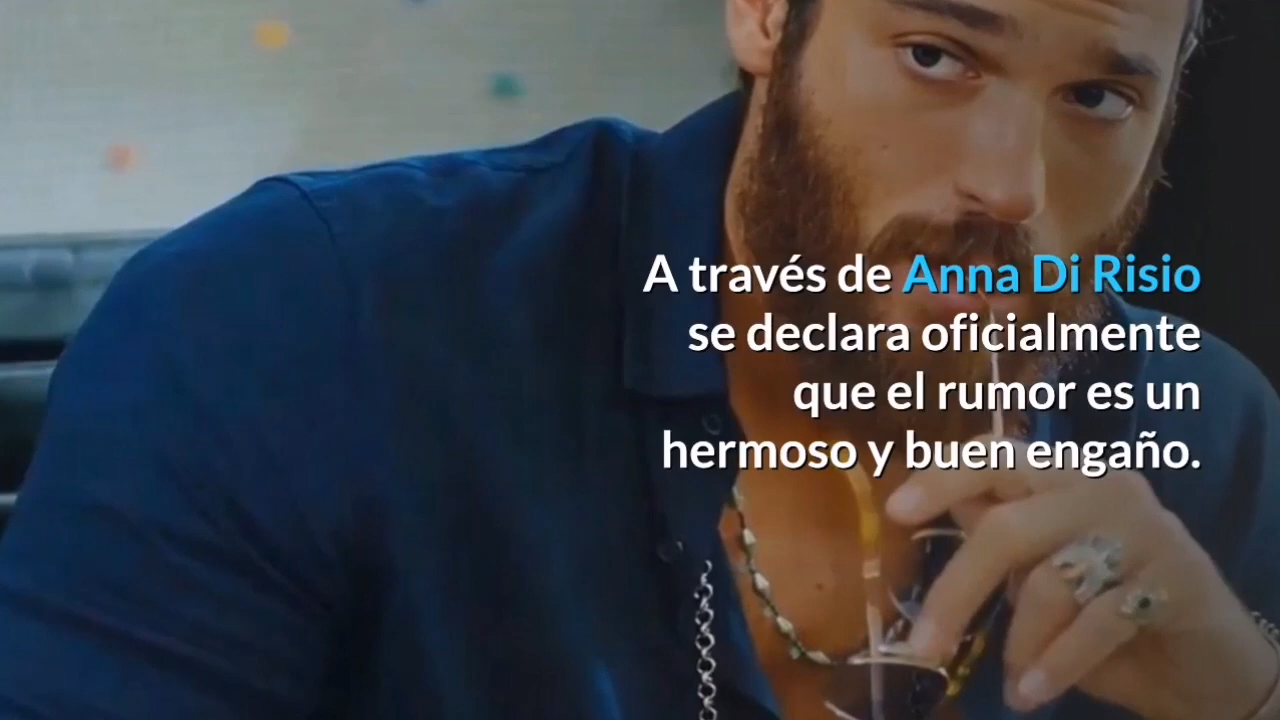 A través de Anna Di Risio
se declara oficialmente
que el rumor es un
hermoso y buen engaño.